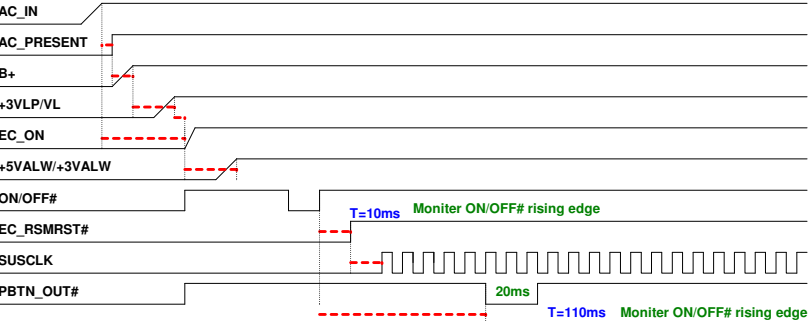 AC_IN
AC_PRESENT
B+
+3VLP/VL
EC_ON
+5VALW/+3VALW
ON/OFF#
T=10ms Moniter ON/OFF# rising edge
EC_RSMRST#
SUSCLK
PBTN_OUT#
20ms
T=110ms Moniter ON/OFF# rising edge